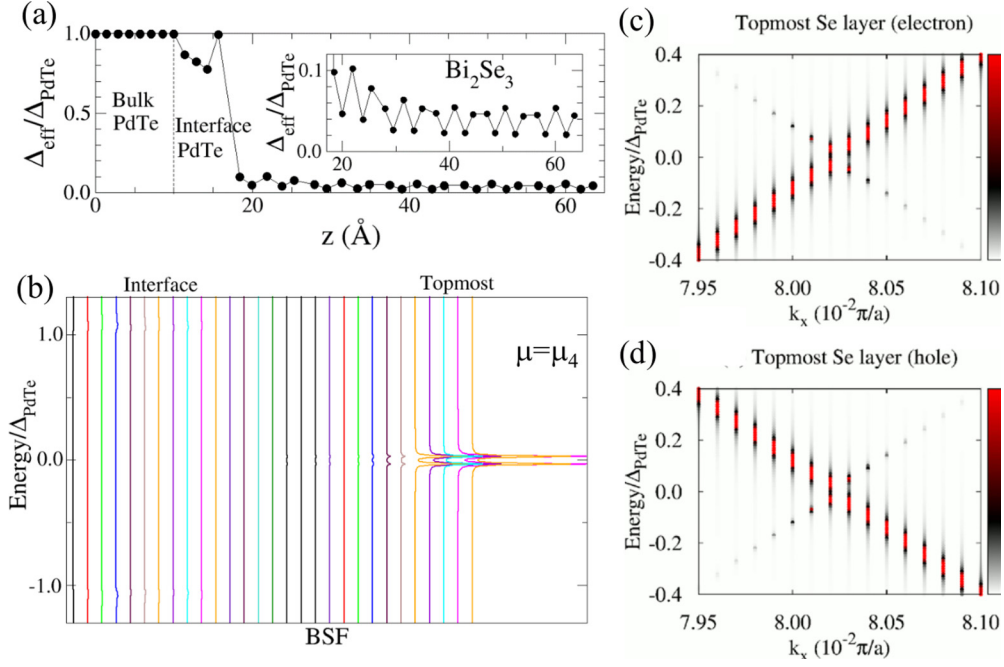 (a)
1.0
0.0
Δeff/ΔPdTe
Bulk
PdTe
Interface
PdTe
0
20
40
60
z (Å)
Bi2Se3
Δeff/ΔPdTe
0.1
0.0
20
30
40
50
60
(b)
Interface
Topmost
μ=μ4
1.0
0.0
-1.0
Energy/ΔPdTe
BSF
(c)
Topmost Se layer (electron)
0.4
0.2
0.0
-0.2
-0.4
Energy/ΔPdTe
7.95
8.00
8.05
8.10
kx (10-2π/a)
(d)
Topmost Se layer (hole)
0.4
0.2
0.0
-0.2
-0.4
Energy/ΔPdTe
7.95
8.00
8.05
8.10
kx (10-2π/a)